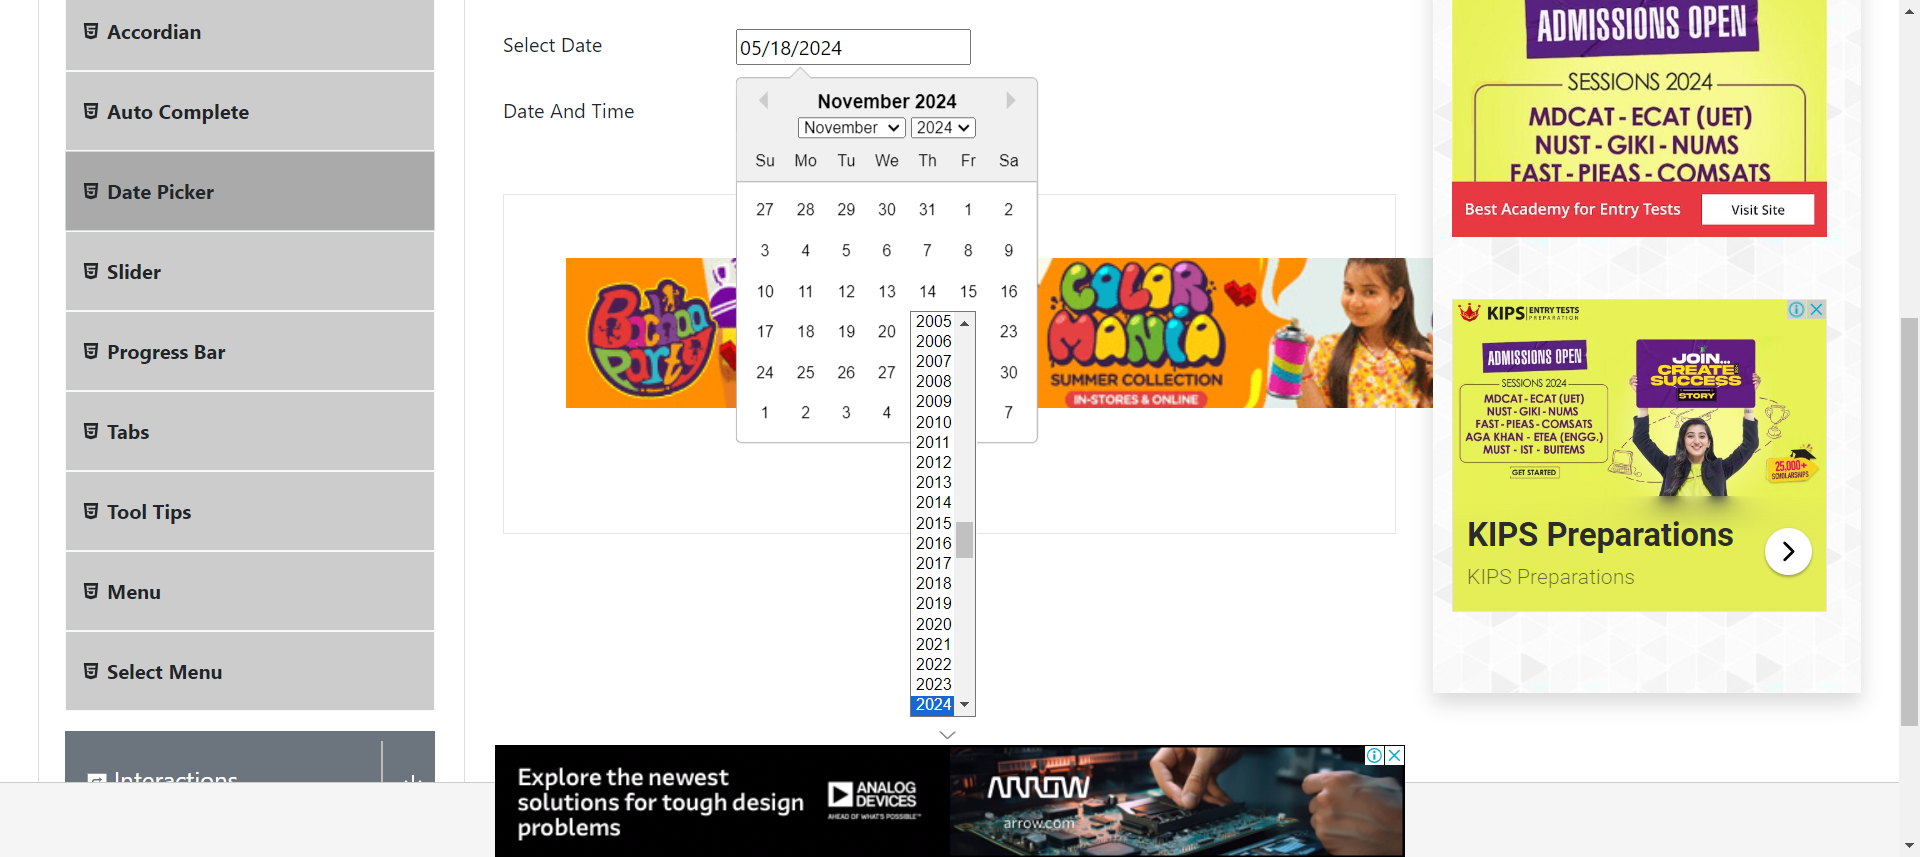 Accordian
Auto Complete
Date Picker
Slider
Progress Bar
Tabs
Tool Tips
Menu
Select Menu
Interactions
Select Date
05/18/2024
Date And Time
November 2024
November 2024
Su Mo Tu We Th Fr Sa
27 28 29 30 31 1 2
3 4 5 6 7 8 9
10 11 12 13 14 15 16
17 18 19 20 23
24 25 26 27 30
1 2 3 4 7
2005
2006
2007
2008
2009
2010
2011
2012
2013
2014
2015
2016
2017
2018
2019
2020
2021
2022
2023
2024
Bachaa
Party
COLOR
MANIA
SUMMER COLLECTION
IN-STORES & ONLINE
Explore the newest
solutions for tough design
problems
ANALOG
DEVICES
AHEAD OF WHAT'S POSSIBLE™
ARROW
arrow.com
ADMISSIONS OPEN
SESSIONS 2024
MDCAT - ECAT (UET)
NUST - GIKI - NUMS
FAST - PIEAS - COMSATS
Best Academy for Entry Tests
Visit Site
KIPS ENTRY TESTS
PREPARATION
ADMISSIONS OPEN
SESSIONS 2024
MDCAT - ECAT (UET)
NUST - GIKI - NUMS
FAST - PIEAS - COMSATS
AGA KHAN - ETEA (ENGG.)
MUST - IST - BUITEMS
GET STARTED
JOIN...
CREATE
SUCCESS
STORY
25,000+
SCHOLARSHIPS
KIPS Preparations
KIPS Preparations